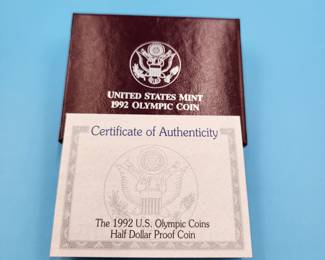 UNITED STATES MINT
1992 OLYMPIC COIN
Certificate of Authenticity
The 1992 U.S. Olympic Coins
Half Dollar Proof Coin